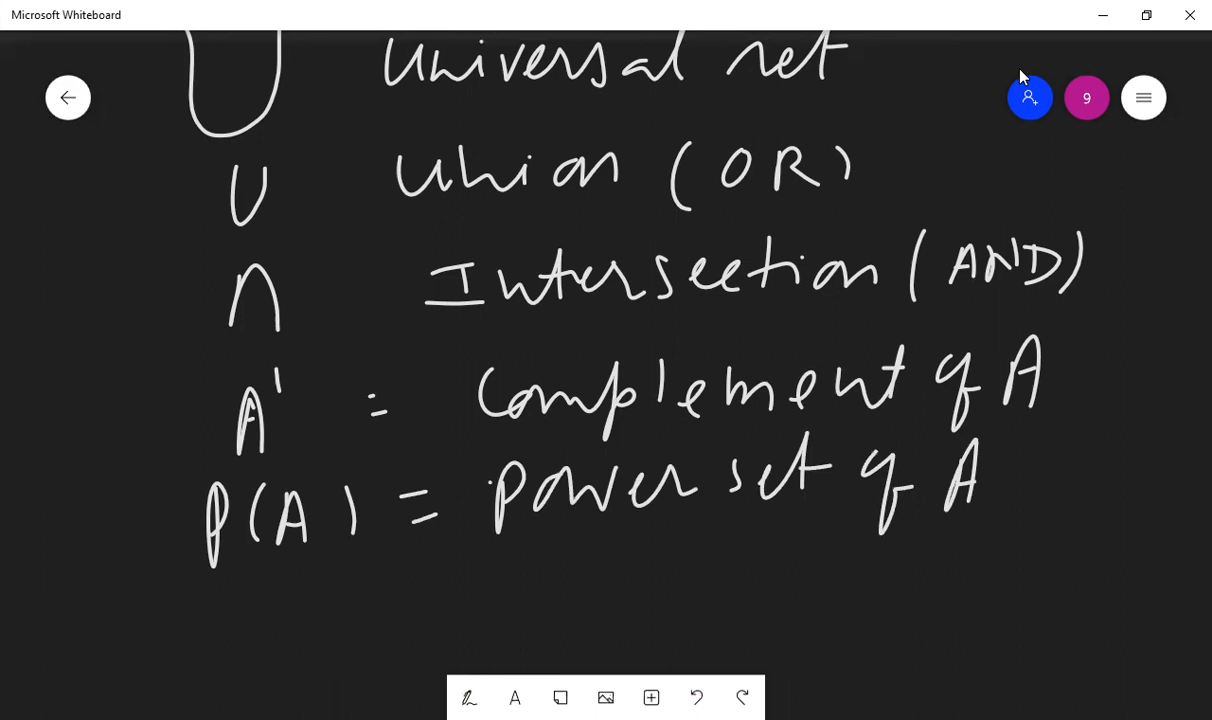 Microsoft Whiteboard
9
U Universal set
∪ Union (OR)
∩ Intersection (AND)
A' = Complement of A
P(A) = Power set of A
A